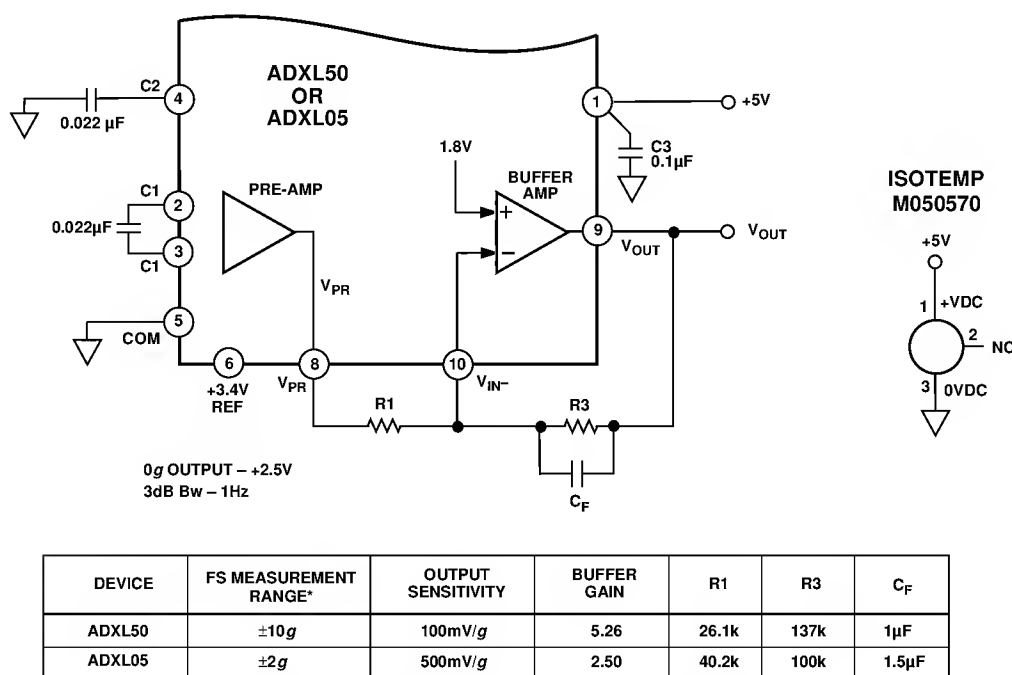 ADXL50
OR
ADXL05
C2
4
0.022 µF
1
+5V
C3
0.1µF
1.8V
PRE-AMP
BUFFER
AMP
+
–
C1
2
0.022µF
3
C1
9
VOUT
VOUT
VPR
5
COM
6
+3.4V
REF
8
VPR
10
VIN–
R1
R3
CF
0g OUTPUT – +2.5V
3dB Bw – 1Hz
ISOTEMP
M050570
+5V
1
+VDC
2
NC
3
0VDC
DEVICE
FS MEASUREMENT
RANGE*
OUTPUT
SENSITIVITY
BUFFER
GAIN
R1
R3
CF
ADXL50
±10g
100mV/g
5.26
26.1k
137k
1µF
ADXL05
±2g
500mV/g
2.50
40.2k
100k
1.5µF